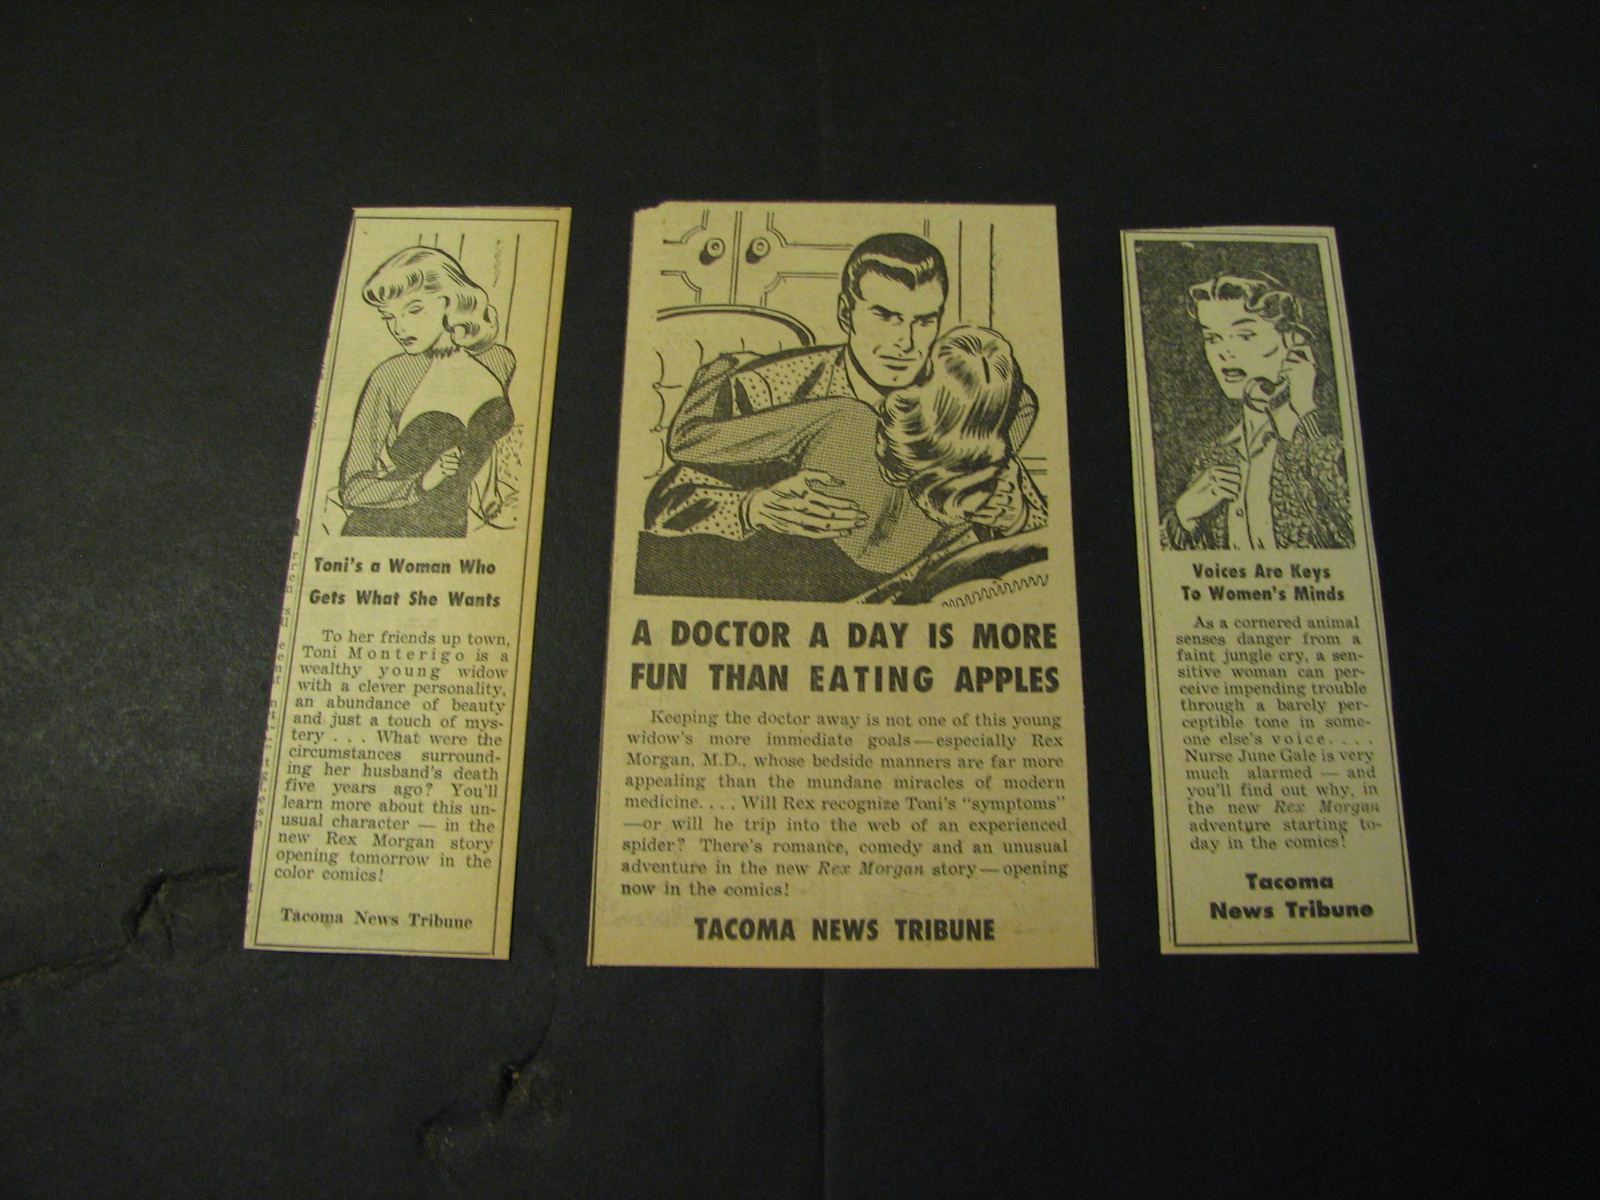 Toni's a Woman Who
Gets What She Wants
To her friends up town,
Toni Monterigo is a
wealthy young widow
with a clever personality,
an abundance of beauty
and just a touch of mys-
tery . . . What were the
circumstances surround-
ing her husband's death
five years ago? You'll
learn more about this un-
usual character — in the
new Rex Morgan story
opening tomorrow in the
color comics!
Tacoma News Tribune
A DOCTOR A DAY IS MORE
FUN THAN EATING APPLES
Keeping the doctor away is not one of this young
widow's more immediate goals — especially Rex
Morgan, M.D., whose bedside manners are far more
appealing than the mundane miracles of modern
medicine. . . . Will Rex recognize Toni's "symptoms"
—or will he trip into the web of an experienced
spider? There's romance, comedy and an unusual
adventure in the new Rex Morgan story — opening
now in the comics!
TACOMA NEWS TRIBUNE
Voices Are Keys
To Women's Minds
As a cornered animal
senses danger from a
faint jungle cry, a sen-
sitive woman can per-
ceive impending trouble
through a barely per-
ceptible tone in some-
one else's voice. . . .
Nurse June Gale is very
much alarmed — and
you'll find out why, in
the new Rex Morgan
adventure starting to-
day in the comics!
Tacoma
News Tribune